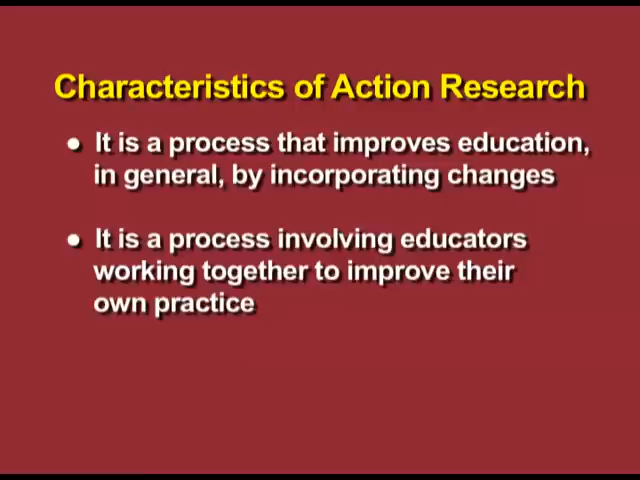 Characteristics of Action Research
● It is a process that improves education,
in general, by incorporating changes
● It is a process involving educators
working together to improve their
own practice